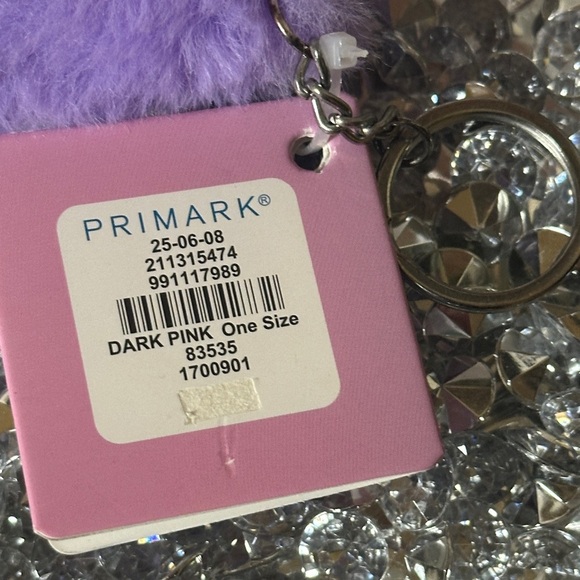 PRIMARK®
25-06-08
211315474
991117989
DARK PINK One Size
83535
1700901